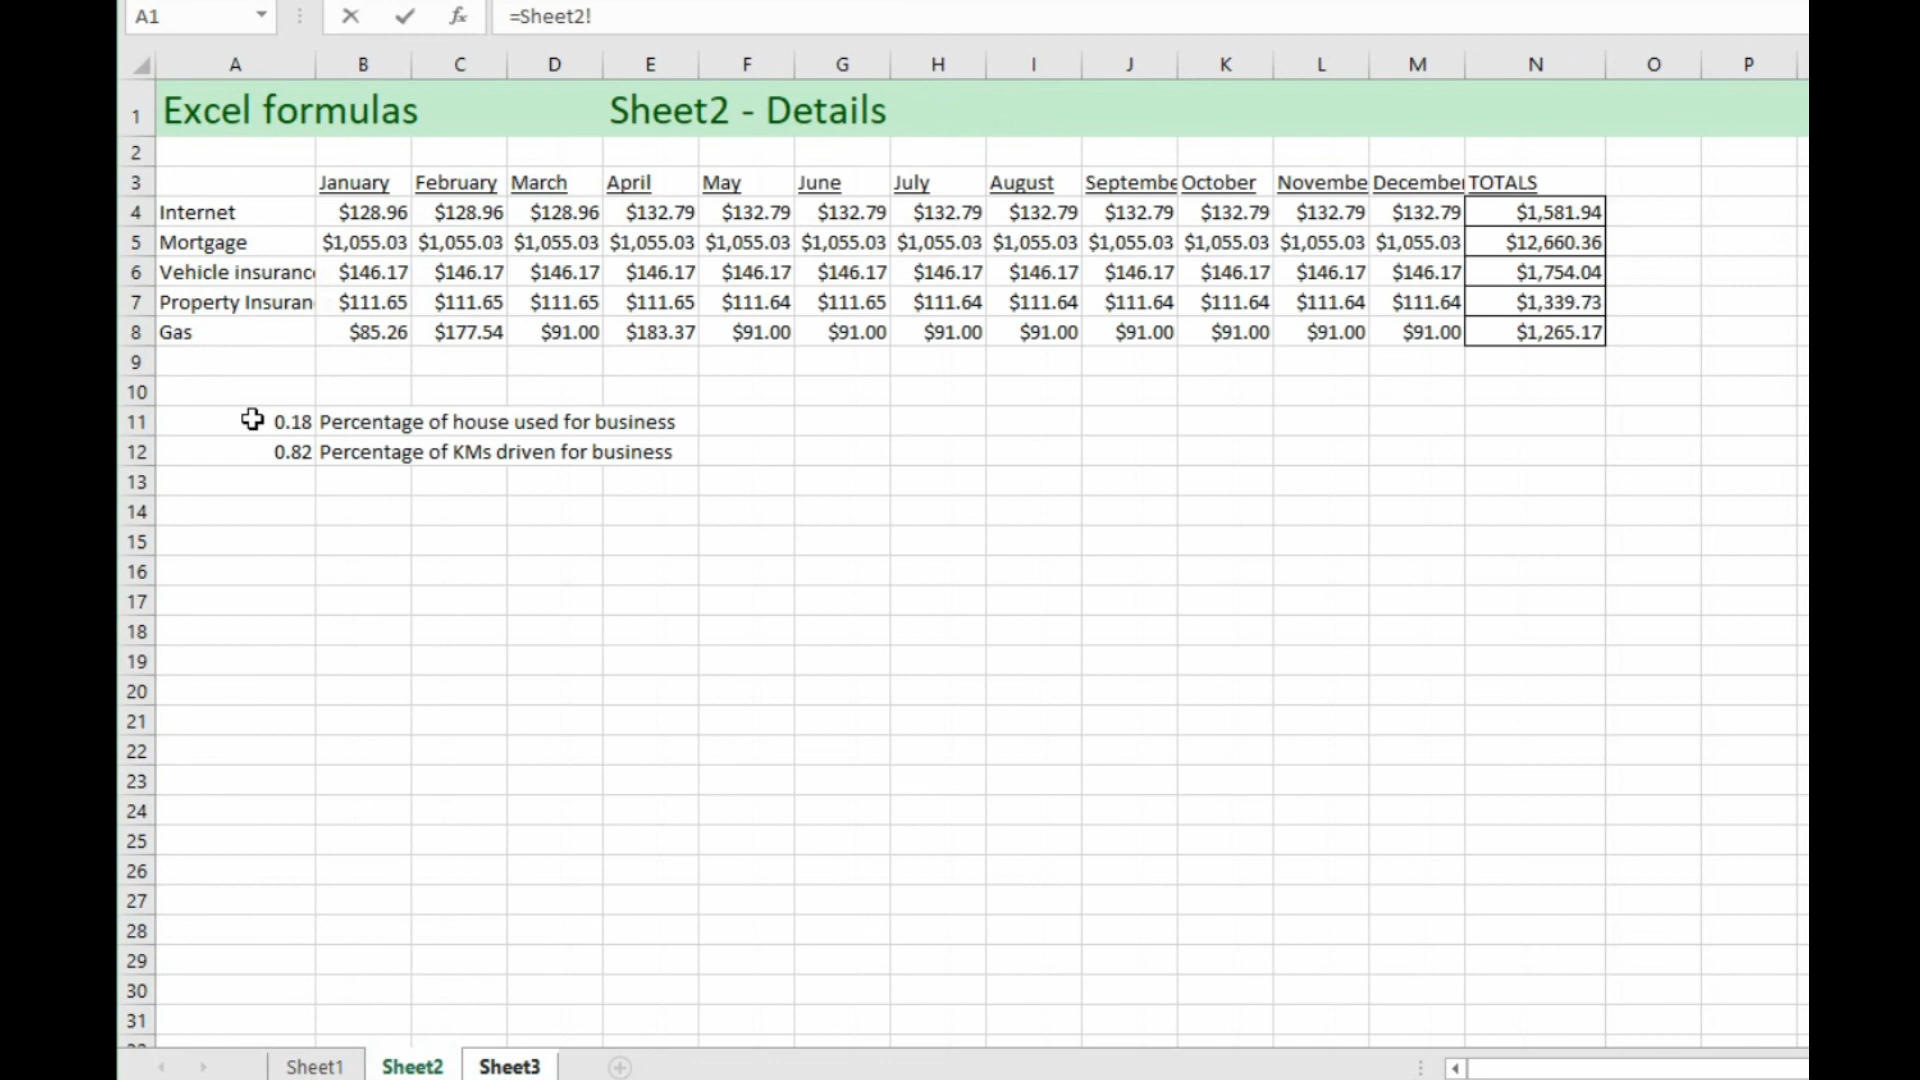 A1 fx =Sheet2!
A B C D E F G H I J K L M N O P
1 Excel formulas Sheet2 - Details
2
3 January February March April May June July August Septembe October Novembe December TOTALS
4 Internet $128.96 $128.96 $128.96 $132.79 $132.79 $132.79 $132.79 $132.79 $132.79 $132.79 $132.79 $132.79 $1,581.94
5 Mortgage $1,055.03 $1,055.03 $1,055.03 $1,055.03 $1,055.03 $1,055.03 $1,055.03 $1,055.03 $1,055.03 $1,055.03 $1,055.03 $1,055.03 $12,660.36
6 Vehicle insuranc $146.17 $146.17 $146.17 $146.17 $146.17 $146.17 $146.17 $146.17 $146.17 $146.17 $146.17 $146.17 $1,754.04
7 Property Insuran $111.65 $111.65 $111.65 $111.65 $111.64 $111.65 $111.64 $111.64 $111.64 $111.64 $111.64 $111.64 $1,339.73
8 Gas $85.26 $177.54 $91.00 $183.37 $91.00 $91.00 $91.00 $91.00 $91.00 $91.00 $91.00 $91.00 $1,265.17
9
10
11 0.18 Percentage of house used for business
12 0.82 Percentage of KMs driven for business
13
14
15
16
17
18
19
20
21
22
23
24
25
26
27
28
29
30
31
Sheet1 Sheet2 Sheet3